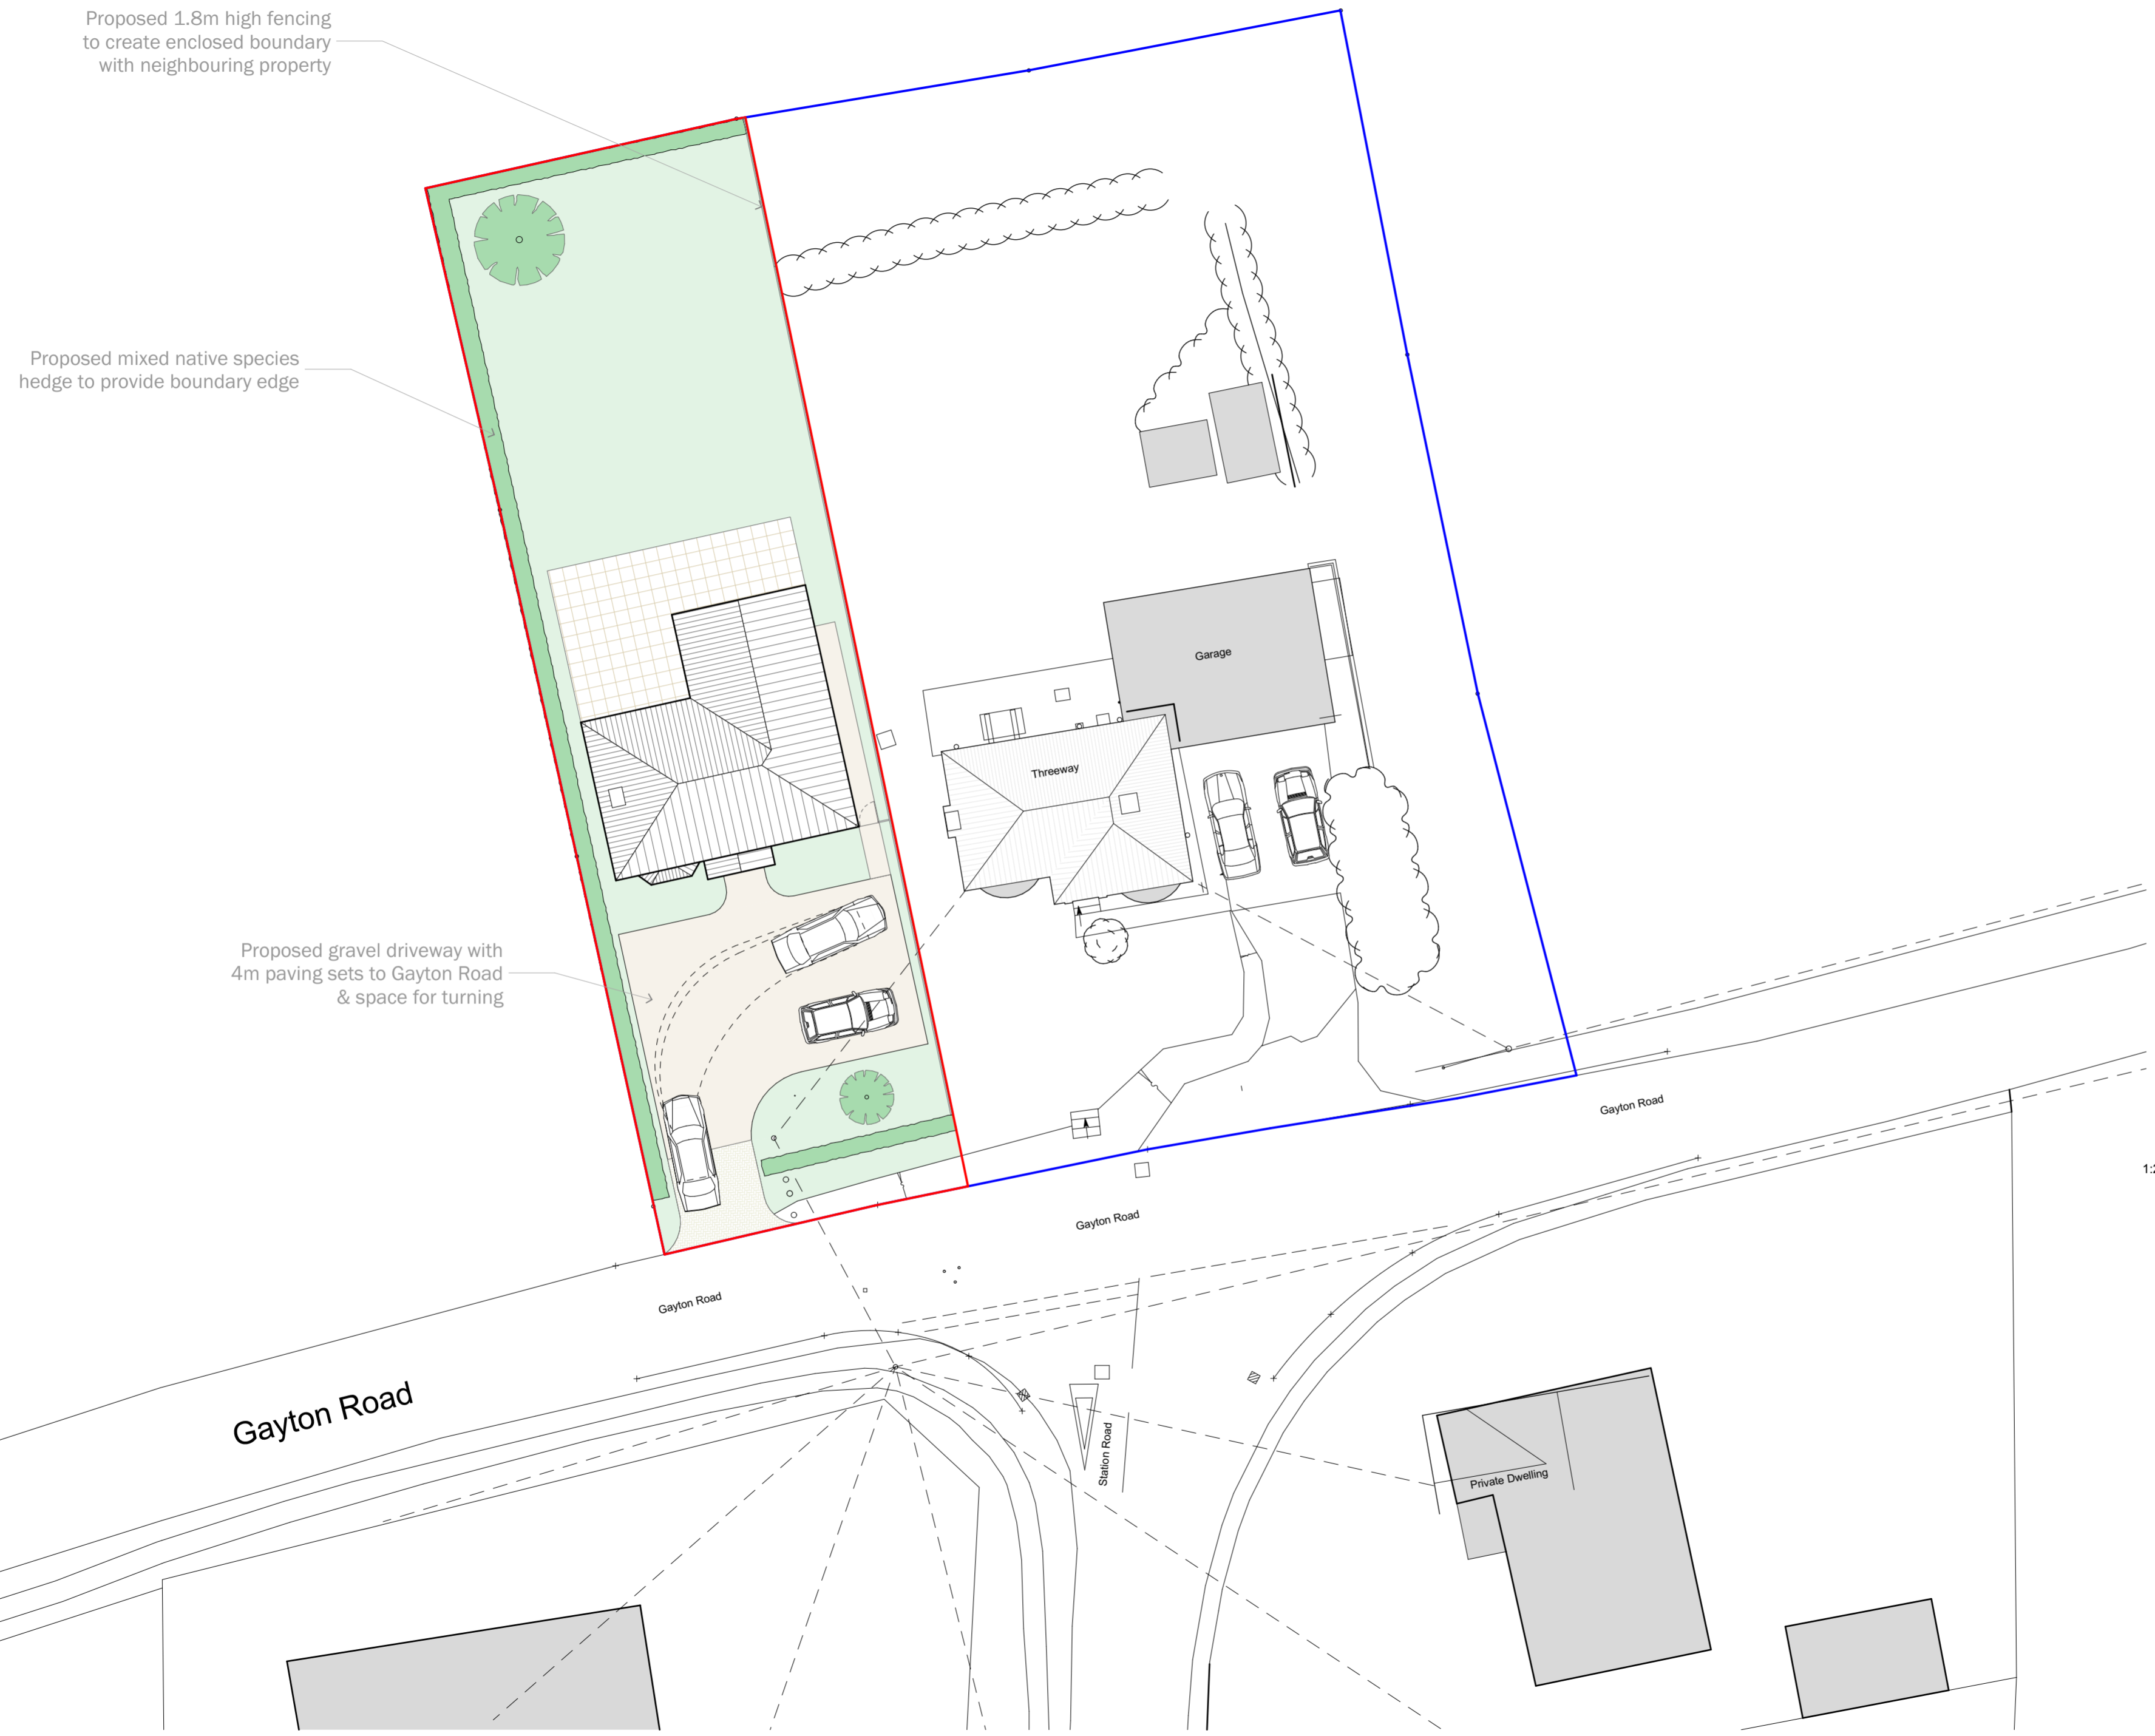 Proposed 1.8m high fencing
to create enclosed boundary
with neighbouring property
Proposed mixed native species
hedge to provide boundary edge
Garage
Threeway
Proposed gravel driveway with
4m paving sets to Gayton Road
& space for turning
Gayton Road
Gayton Road
Gayton Road
Gayton Road
Station Road
Private Dwelling